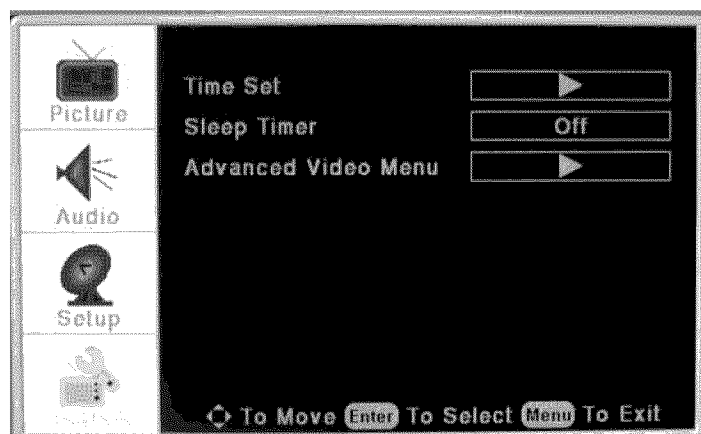 Picture
Audio
Setup
Time Set
Sleep Timer Off
Advanced Video Menu
To Move Enter To Select Menu To Exit